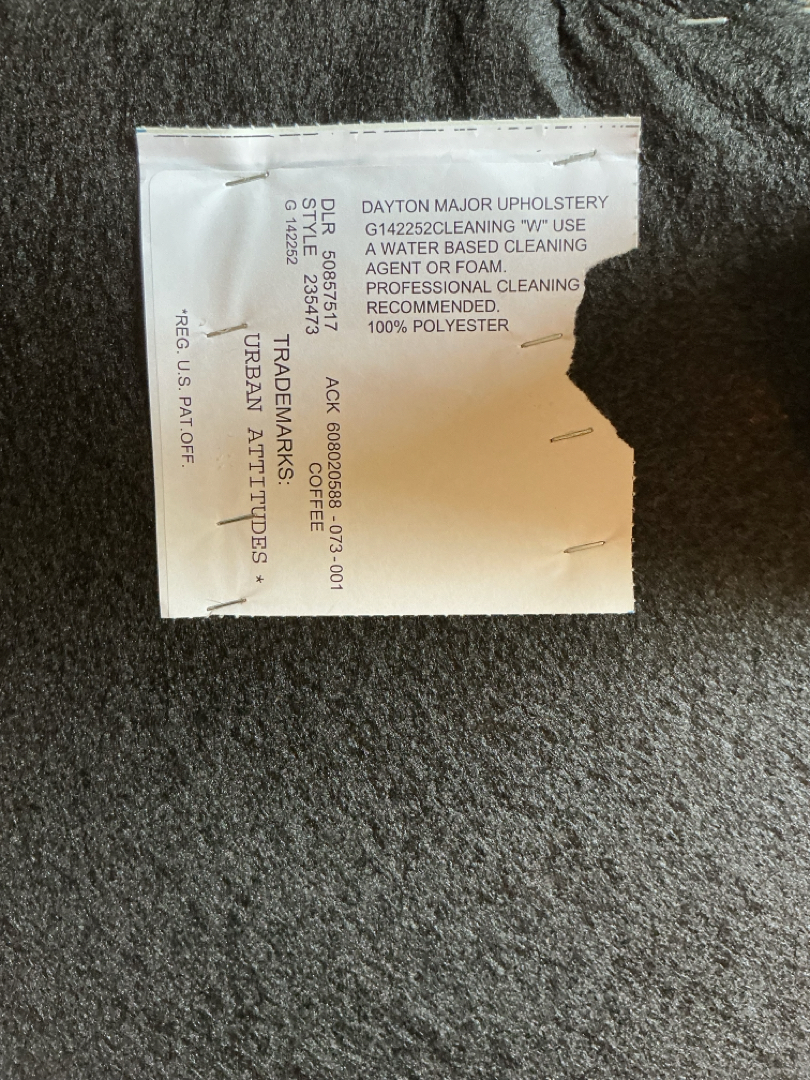 DAYTON MAJOR UPHOLSTERY
G142252CLEANING "W" USE
A WATER BASED CLEANING
AGENT OR FOAM.
PROFESSIONAL CLEANING
RECOMMENDED.
100% POLYESTER
DLR 50857517 ACK 608020588 - 073 - 001
STYLE 235473 COFFEE
G 142252
TRADEMARKS:
URBAN ATTITUDES *
*REG. U.S. PAT.OFF.